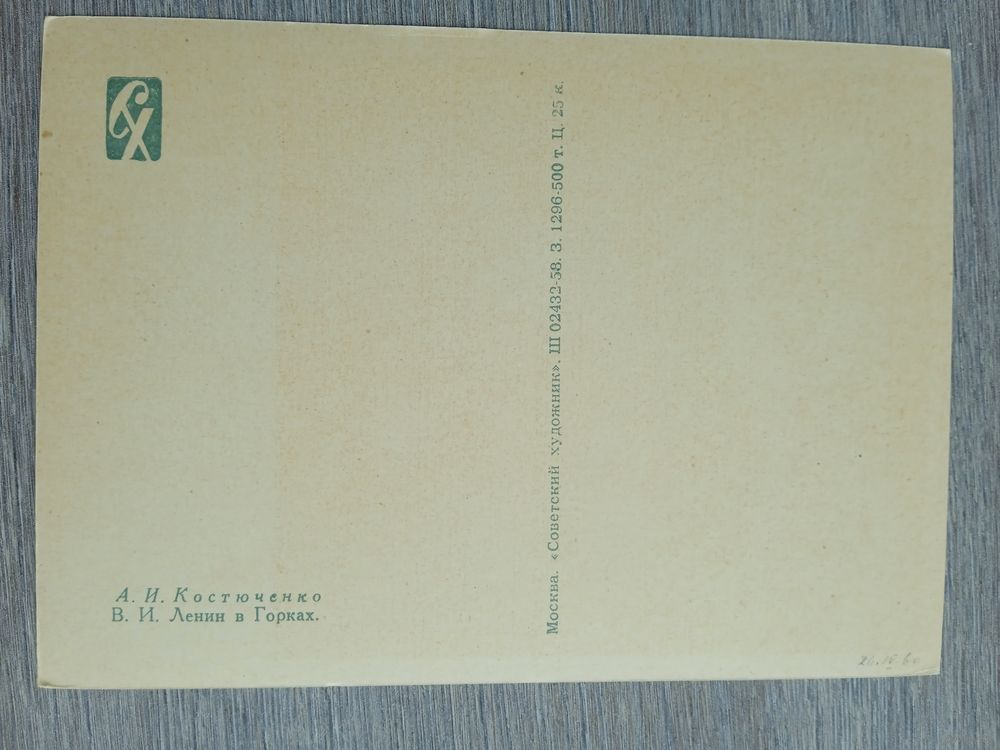 СХ
А. И. Костюченко
В. И. Ленин в Горках.
Москва. «Советский художник». Ш 02432-58. З. 1296-500 т. Ц. 25 к.